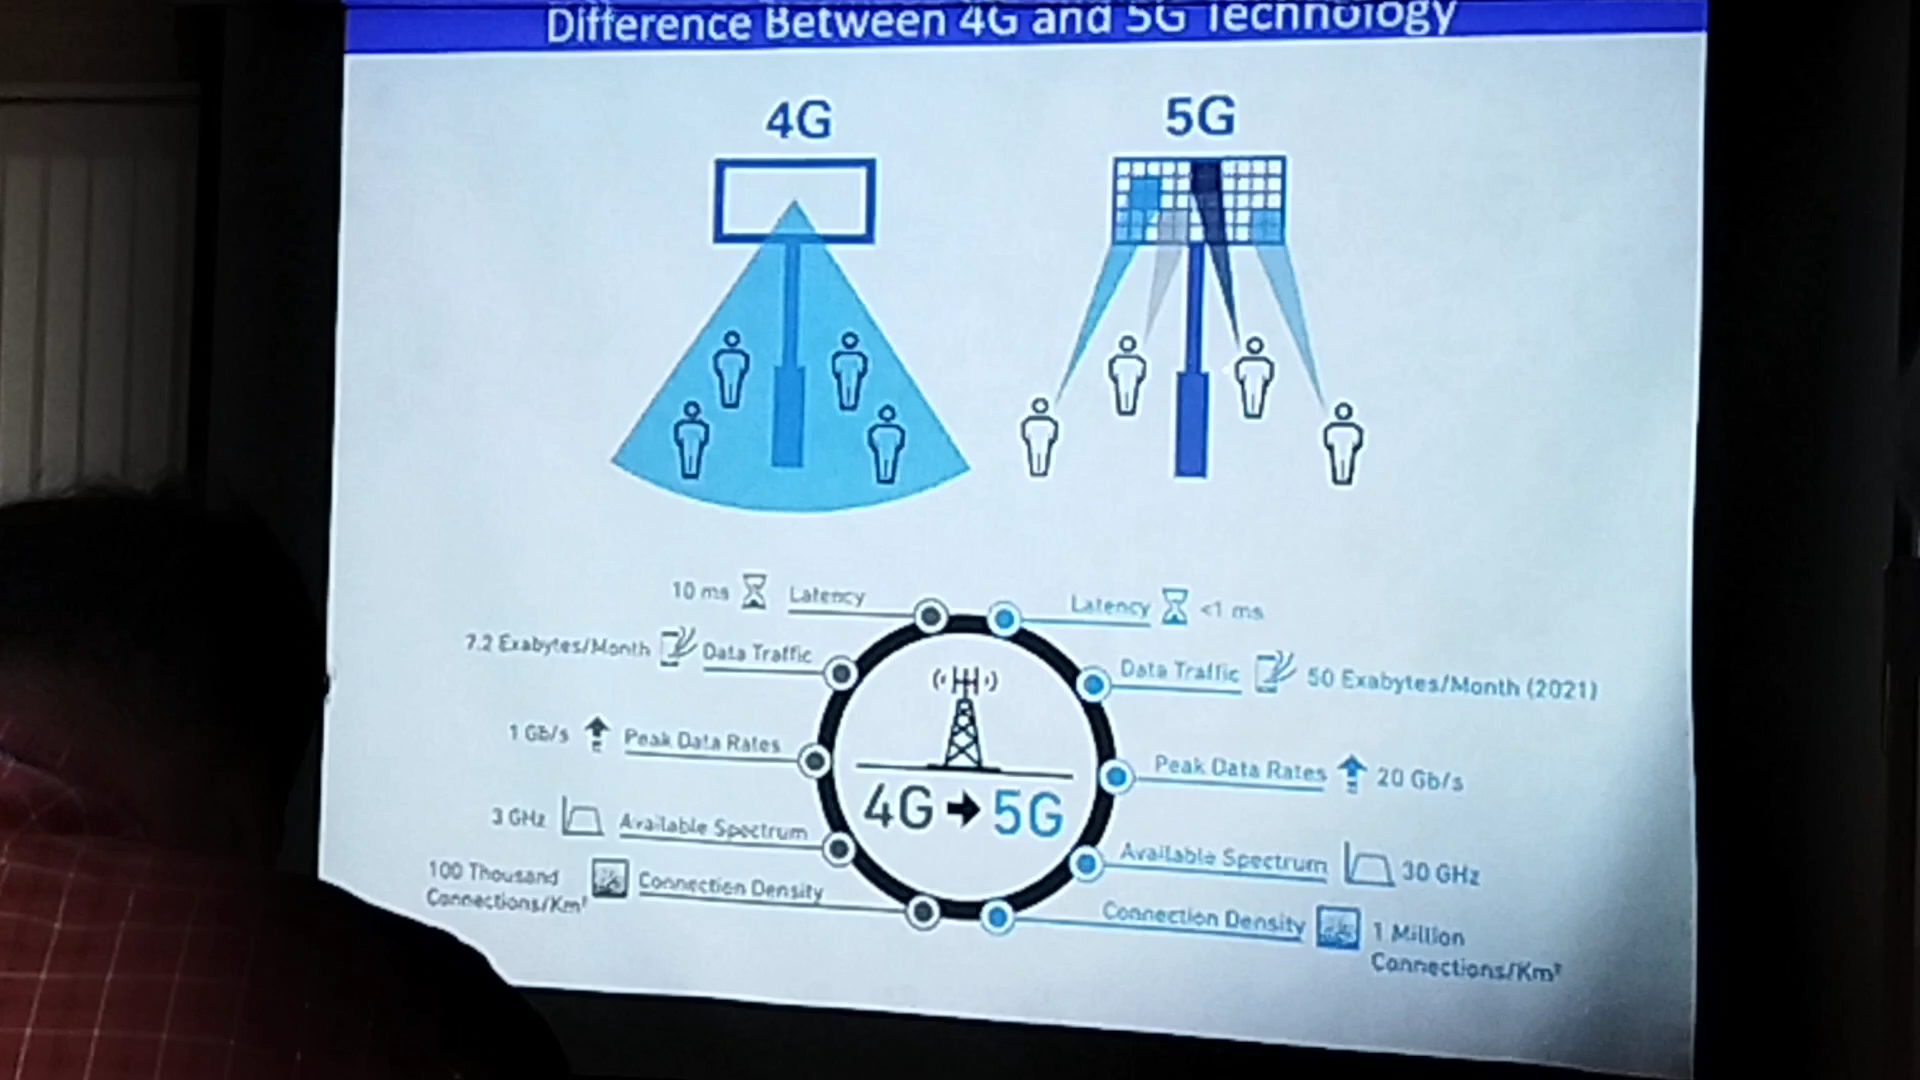 Difference Between 4G and 5G Technology
4G
5G
10 ms Latency
Latency <1 ms
7.2 Exabytes/Month Data Traffic
Data Traffic 50 Exabytes/Month (2021)
1 Gb/s Peak Data Rates
Peak Data Rates 20 Gb/s
4G 5G
3 GHz Available Spectrum
Available Spectrum 30 GHz
100 Thousand
Connections/Km²
Connection Density
Connection Density
1 Million
Connections/Km²